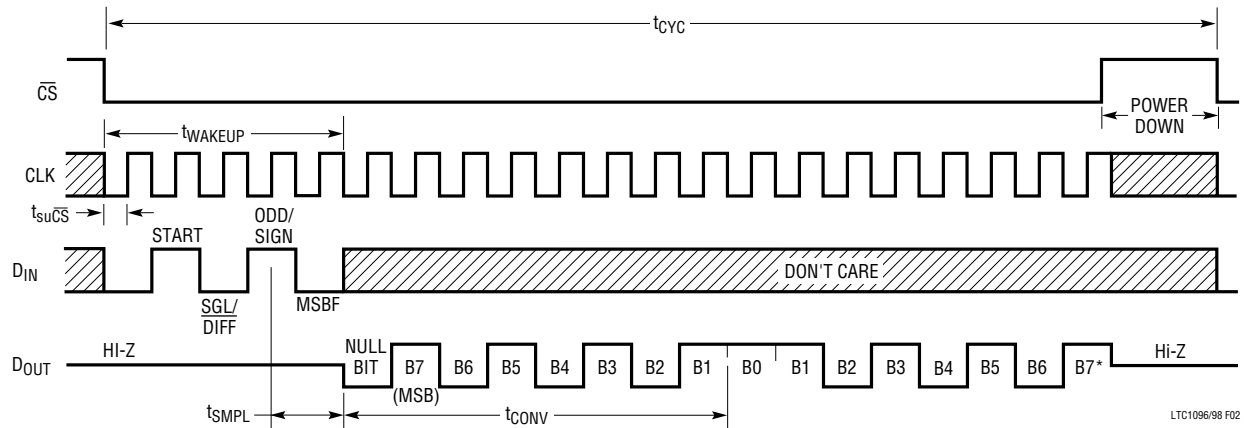 tCYC
CS
POWER
DOWN
tWAKEUP
CLK
tsuCS
START
ODD/
SIGN
DIN
DON'T CARE
SGL/
DIFF
MSBF
DOUT
HI-Z
NULL
BIT
B7
(MSB)
B6
B5
B4
B3
B2
B1
B0
B1
B2
B3
B4
B5
B6
B7*
Hi-Z
tSMPL
tCONV
LTC1096/98 F02